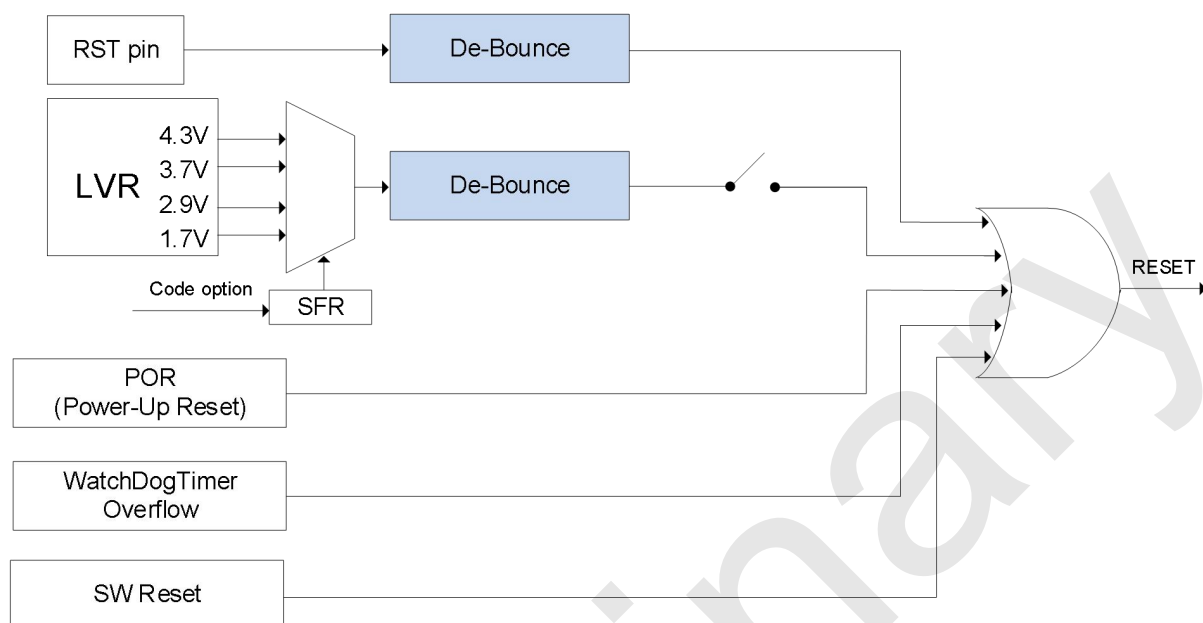 RST pin
De-Bounce
LVR
4.3V
3.7V
2.9V
1.7V
De-Bounce
Code option
SFR
RESET
POR
(Power-Up Reset)
WatchDogTimer
Overflow
SW Reset
inary